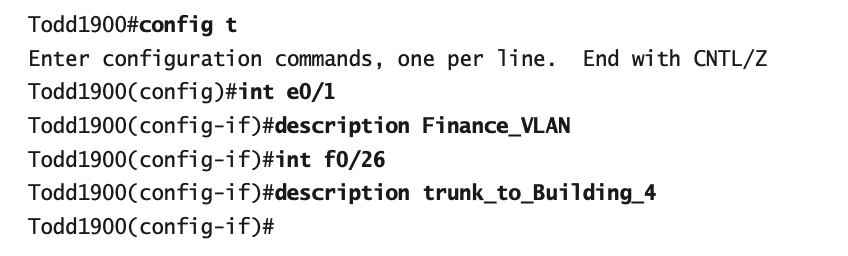 Todd1900#config t
Enter configuration commands, one per line.  End with CNTL/Z
Todd1900(config)#int e0/1
Todd1900(config-if)#description Finance_VLAN
Todd1900(config-if)#int f0/26
Todd1900(config-if)#description trunk_to_Building_4
Todd1900(config-if)#